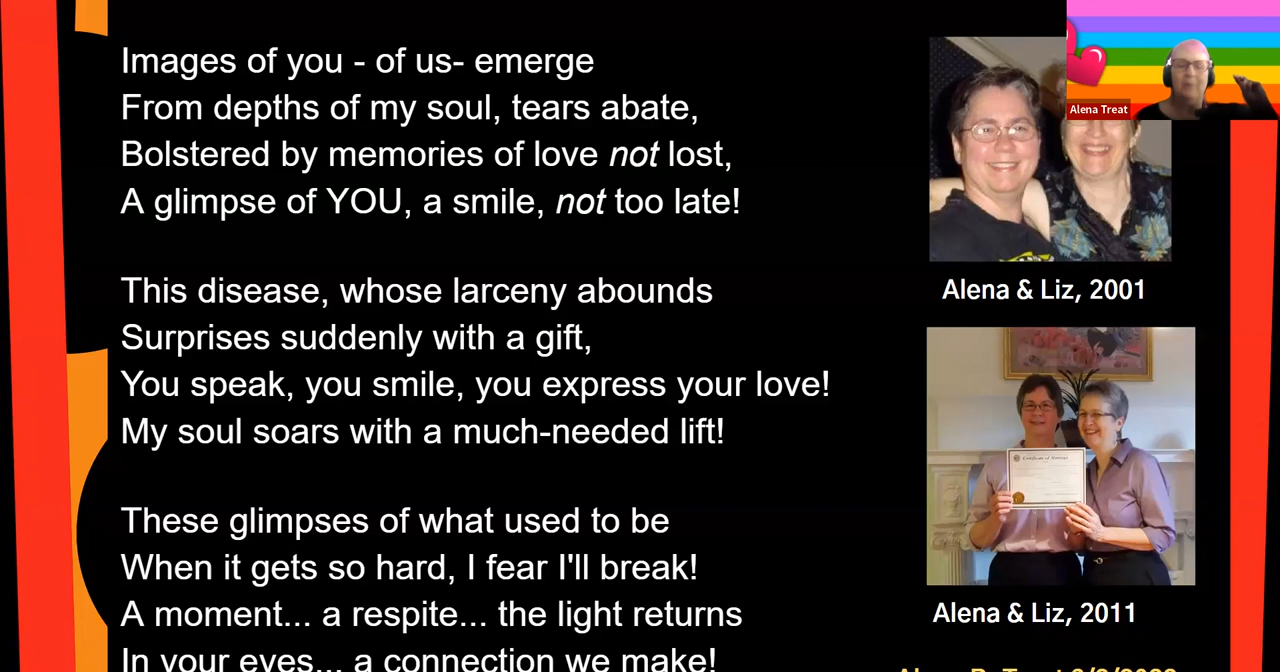 Images of you - of us- emerge
From depths of my soul, tears abate,
Bolstered by memories of love not lost,
A glimpse of YOU, a smile, not too late!
This disease, whose larceny abounds
Surprises suddenly with a gift,
You speak, you smile, you express your love!
My soul soars with a much-needed lift!
These glimpses of what used to be
When it gets so hard, I fear I'll break!
A moment... a respite... the light returns
In your eyes... a connection we make!
Alena Treat
Alena & Liz, 2001
Alena & Liz, 2011